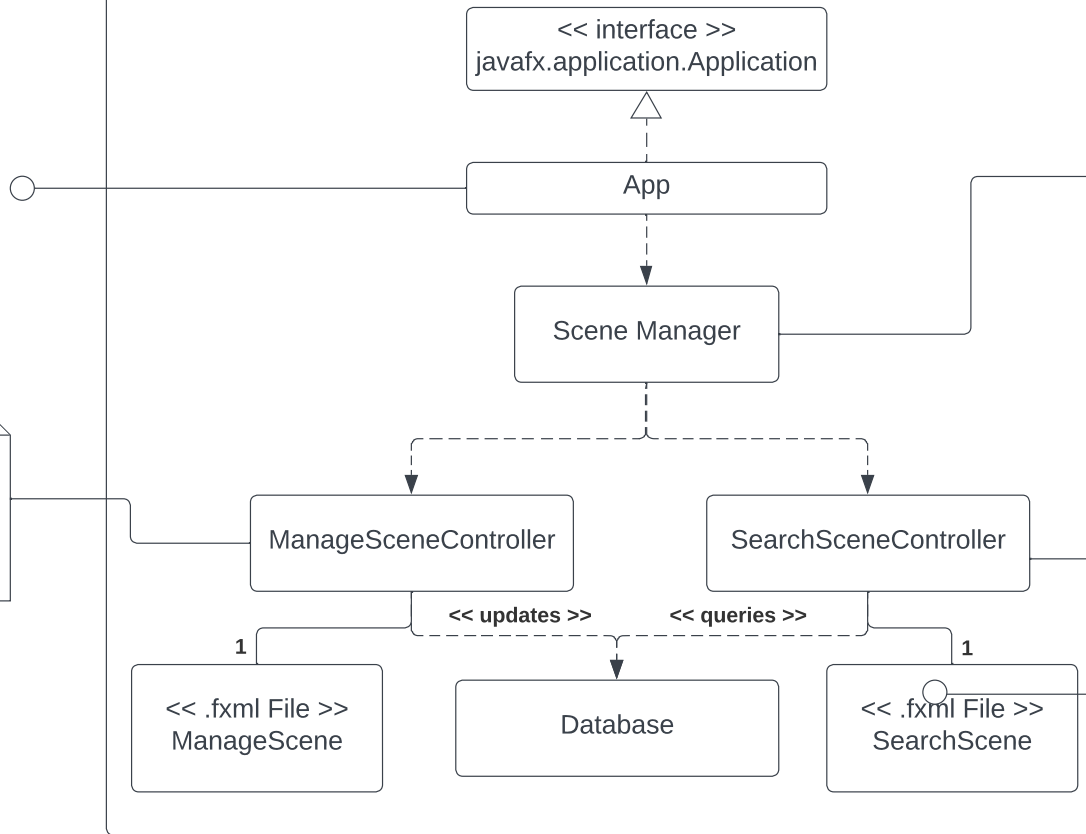 << interface >>
javafx.application.Application
App
Scene Manager
ManageSceneController
SearchSceneController
<< updates >>
<< queries >>
1
1
<< .fxml File >>
ManageScene
Database
<< .fxml File >>
SearchScene